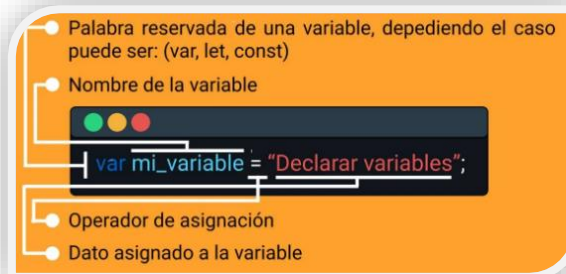 Palabra reservada de una variable, depediendo el caso
puede ser: (var, let, const)
Nombre de la variable
var mi_variable = “Declarar variables”;
Operador de asignación
Dato asignado a la variable